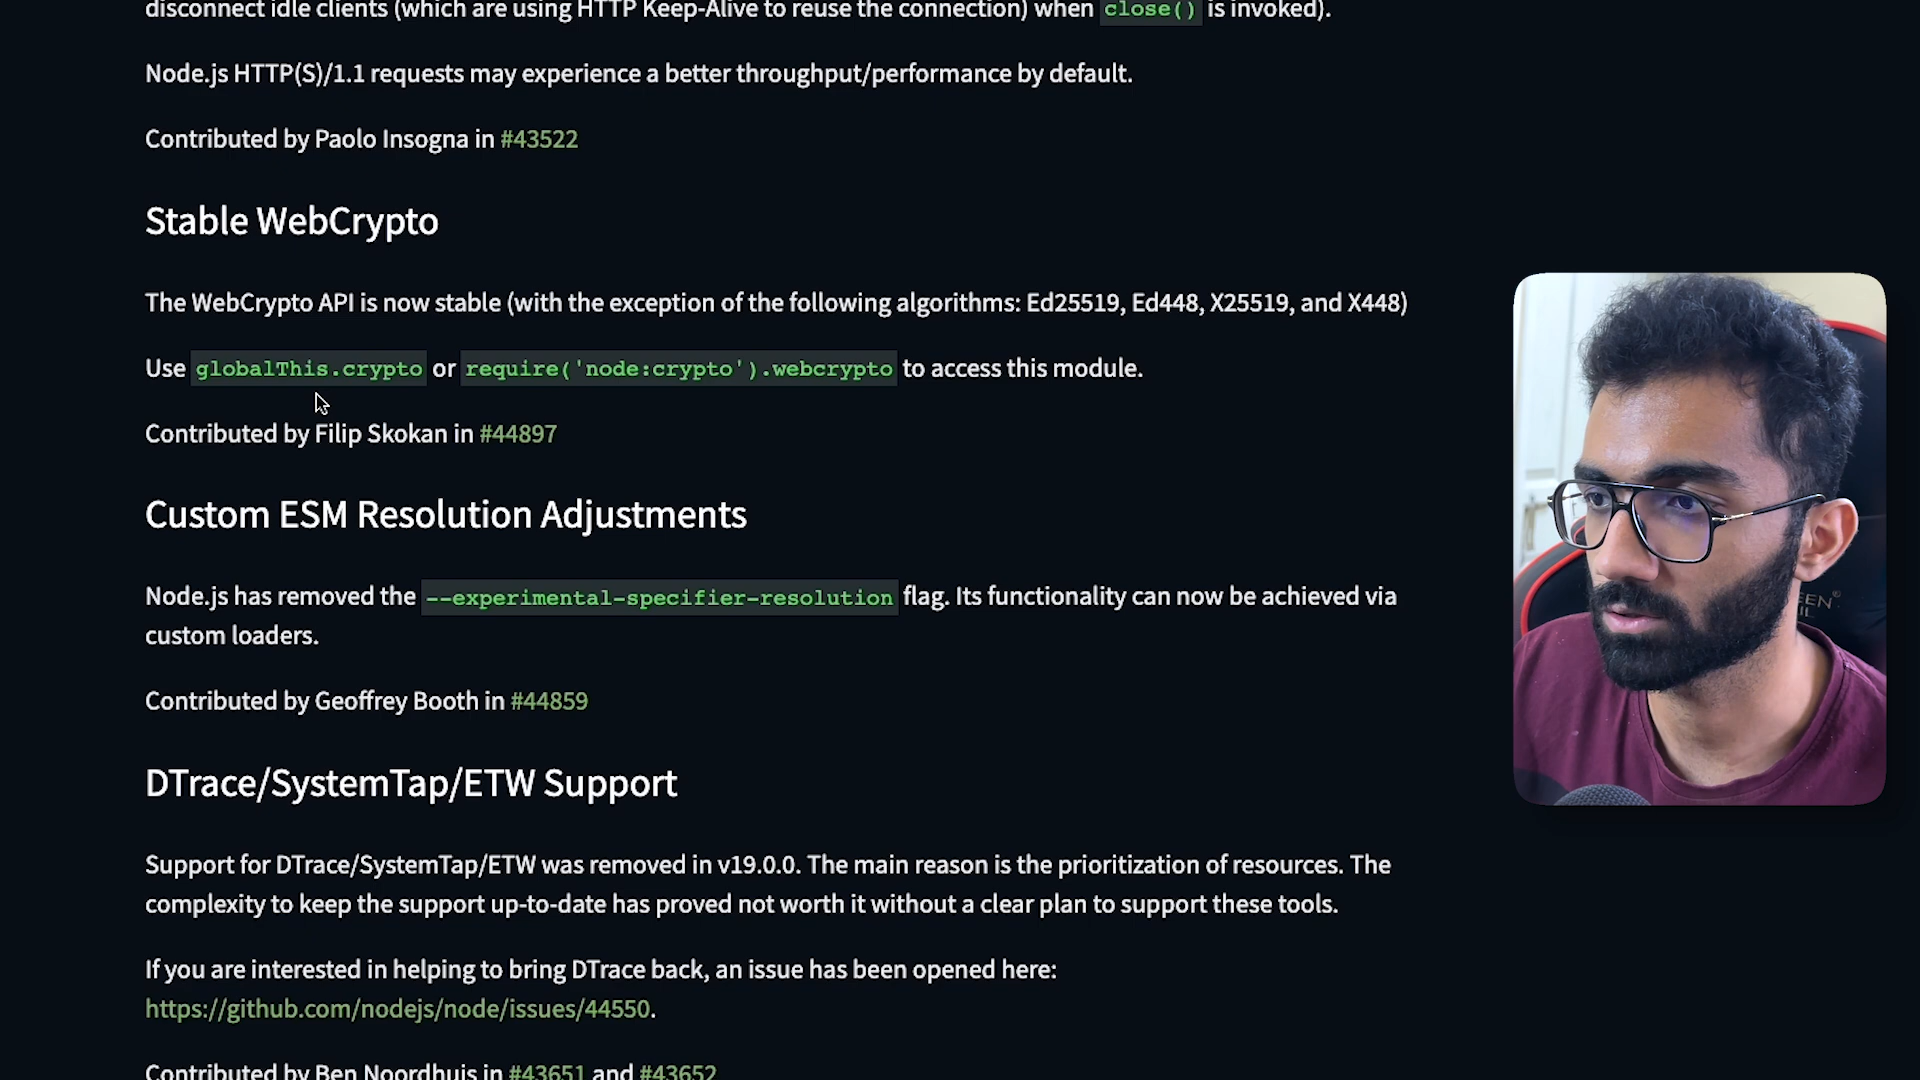 disconnect idle clients (which are using HTTP Keep-Alive to reuse the connection) when close() is invoked).
Node.js HTTP(S)/1.1 requests may experience a better throughput/performance by default.
Contributed by Paolo Insogna in #43522
Stable WebCrypto
The WebCrypto API is now stable (with the exception of the following algorithms: Ed25519, Ed448, X25519, and X448)
Use globalThis.crypto or require('node:crypto').webcrypto to access this module.
Contributed by Filip Skokan in #44897
Custom ESM Resolution Adjustments
Node.js has removed the --experimental-specifier-resolution flag. Its functionality can now be achieved via
custom loaders.
Contributed by Geoffrey Booth in #44859
DTrace/SystemTap/ETW Support
Support for DTrace/SystemTap/ETW was removed in v19.0.0. The main reason is the prioritization of resources. The
complexity to keep the support up-to-date has proved not worth it without a clear plan to support these tools.
If you are interested in helping to bring DTrace back, an issue has been opened here:
https://github.com/nodejs/node/issues/44550.
Contributed by Ben Noordhuis in #43651 and #43652